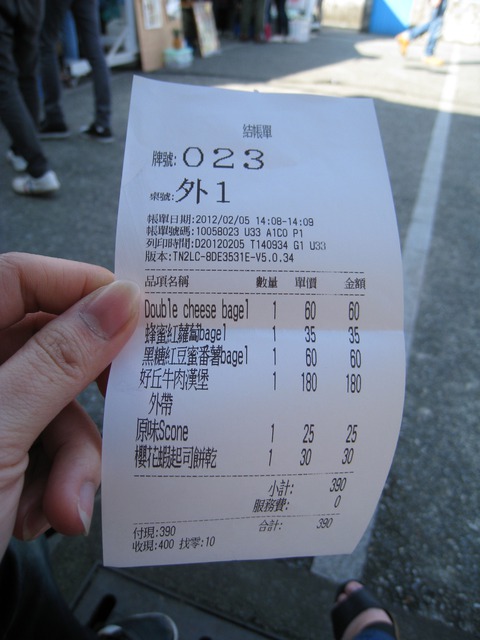 結帳單
牌號:023
桌號:外1
帳單日期:2012/02/05 14:08-14:09
帳單號碼:10058023 U33 A1C0 P1
列印時間:D20120205 T140934 G1 U33
版本:TN2LC-8DE3531E-V5.0.34
品項名稱 數量 單價 金額
Double cheese bagel 1 60 60
蜂蜜紅蘿蔔bagel 1 35 35
黑糖紅豆蜜番薯bagel 1 60 60
好丘牛肉漢堡 1 180 180
外帶
原味Scone 1 25 25
櫻花蝦起司餅乾 1 30 30
小計: 390
服務費: 0
付現:390 合計: 390
收現:400 找零:10